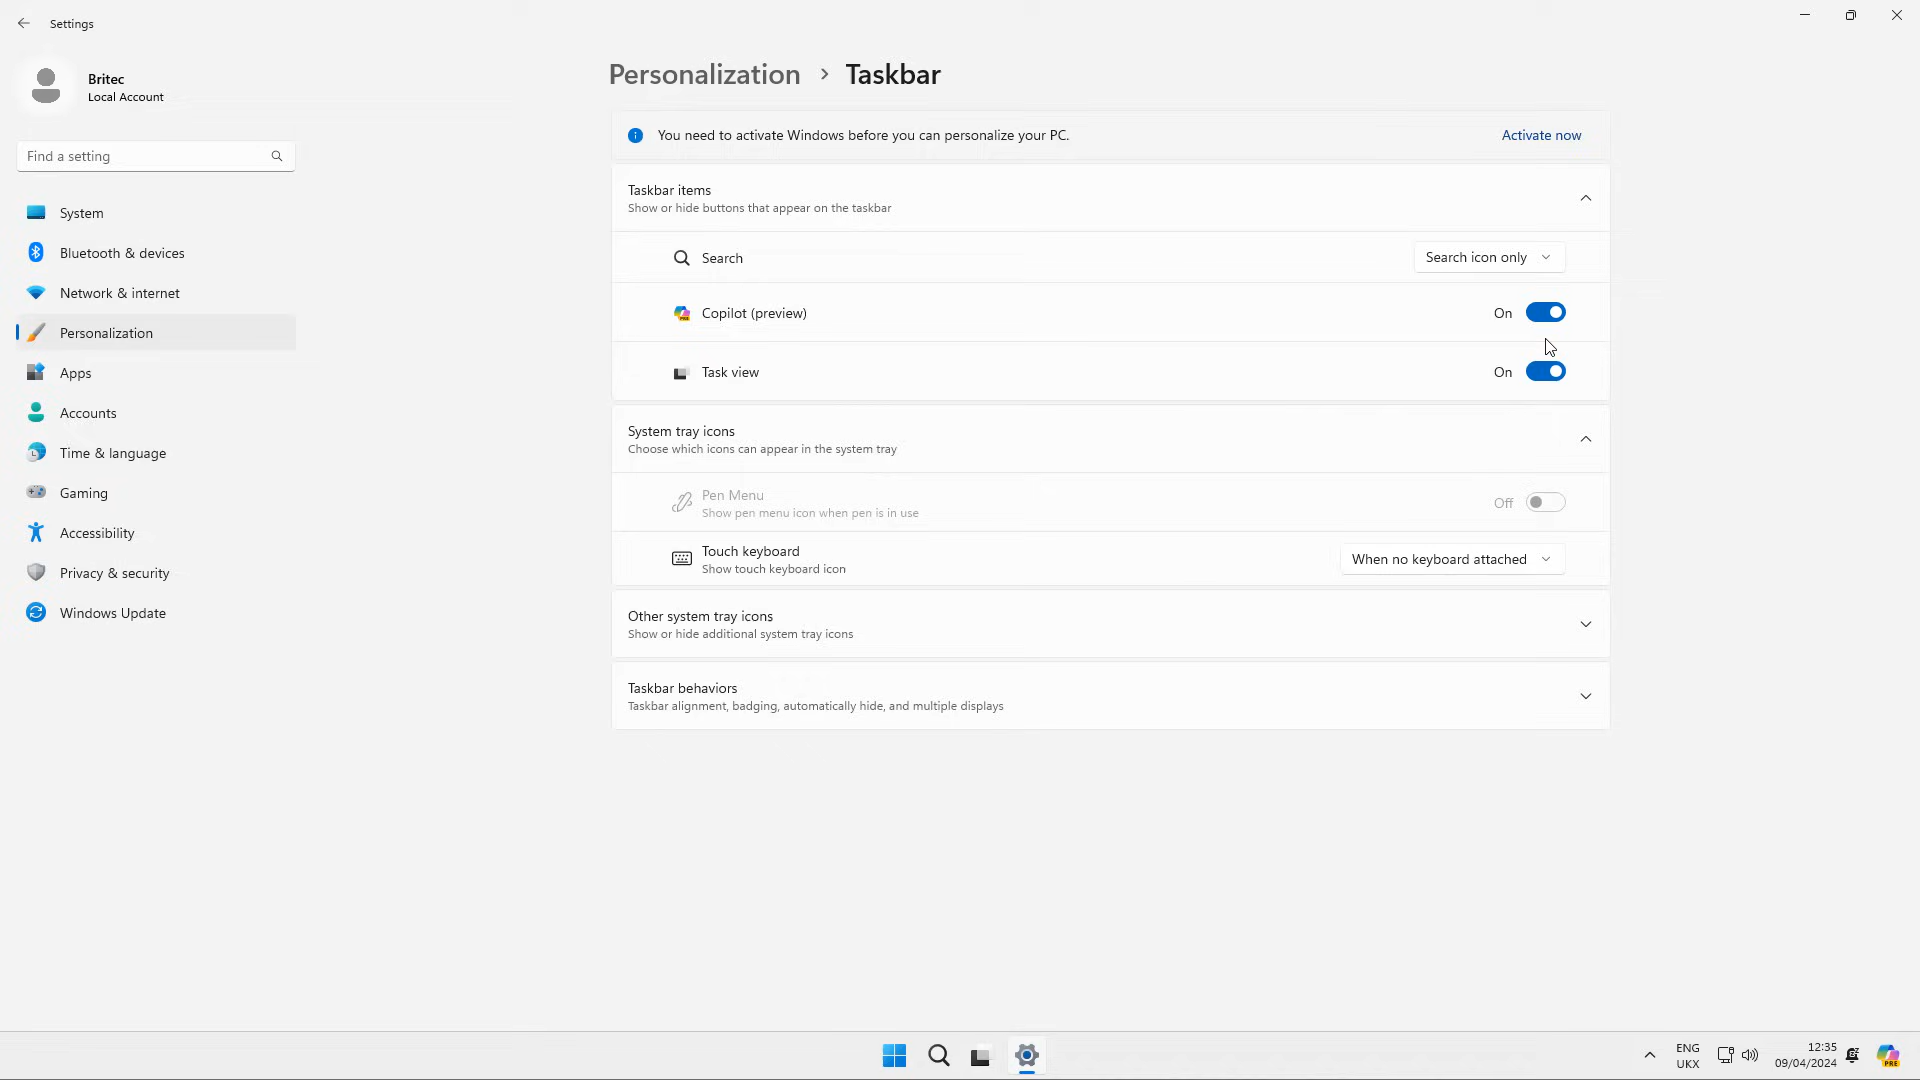 Settings
Britec
Local Account
Find a setting
System
Bluetooth & devices
Network & internet
Personalization
Apps
Accounts
Time & language
Gaming
Accessibility
Privacy & security
Windows Update
Personalization › Taskbar
You need to activate Windows before you can personalize your PC. Activate now
Taskbar items
Show or hide buttons that appear on the taskbar
Search Search icon only
Copilot (preview) On
Task view On
System tray icons
Choose which icons can appear in the system tray
Pen Menu
Show pen menu icon when pen is in use
Off
Touch keyboard
Show touch keyboard icon
When no keyboard attached
Other system tray icons
Show or hide additional system tray icons
Taskbar behaviors
Taskbar alignment, badging, automatically hide, and multiple displays
ENG
UKX
12:35
09/04/2024
PRE